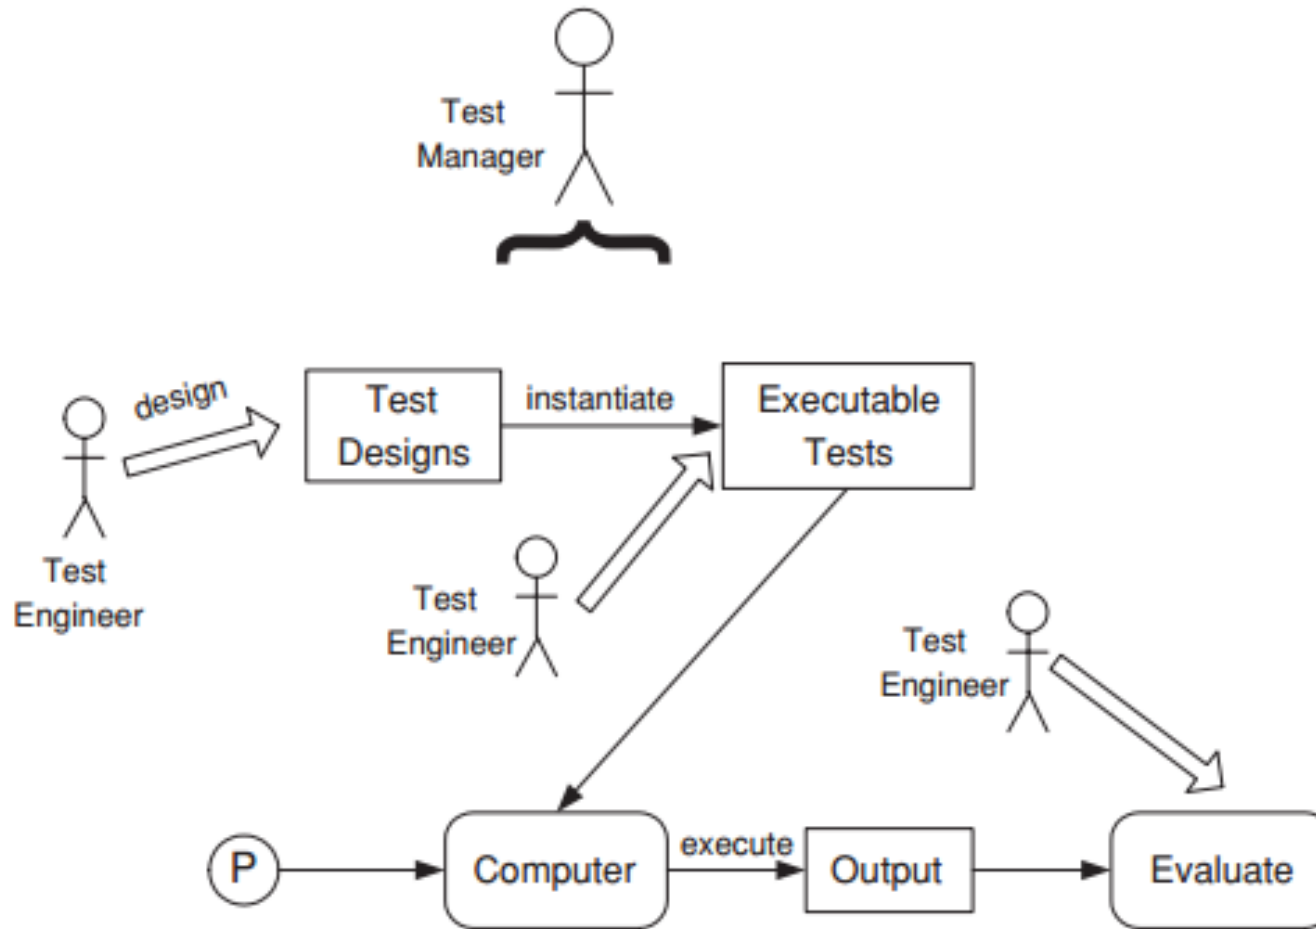 Test
Manager
design
Test
Designs
instantiate
Executable
Tests
Test
Engineer
Test
Engineer
Test
Engineer
P
Computer
execute
Output
Evaluate